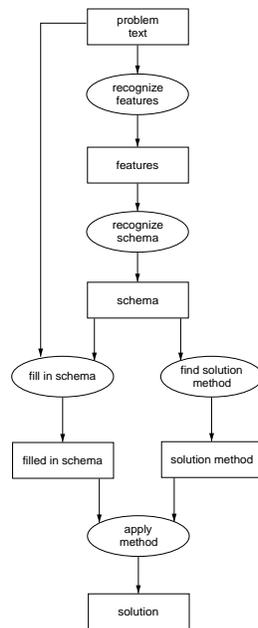 problem
text
recognize
features
features
recognize
schema
schema
fill in schema
find solution
method
filled in schema
solution method
apply
method
solution